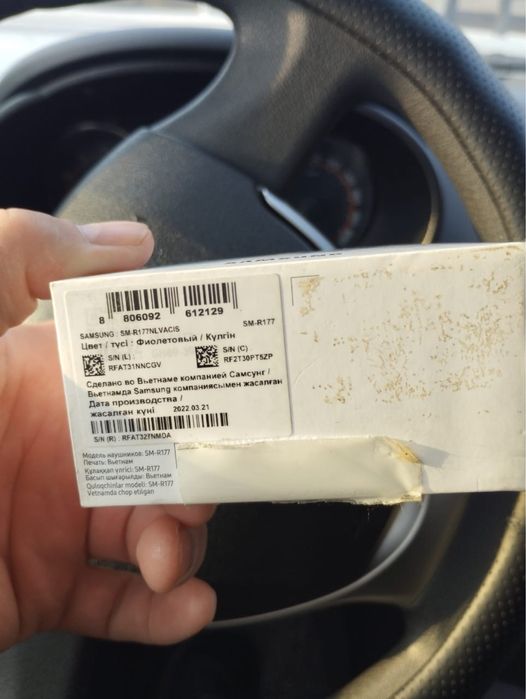 SAMSUNG
8 806092 612129
SAMSUNG : SM-R177NLVACIS SM-R177
Цвет / түсі : Фиолетовый / Күлгін
S/N (L) : S/N (C)
RFAT31NNCGV RF2T30PT5ZP
Сделано во Вьетнаме компанией Самсунг /
Вьетнамда Samsung компаниясымен жасалған
Дата производства /
жасалған күні 2022.03.21
S/N (R) : RFAT32FNMDA
Модель наушников: SM-R177
Печать: Вьетнам
Құлаққап үлгісі: SM-R177
Басып шығарылды: Вьетнам
Quloqchinlar modeli: SM-R177
Vetnamda chop etilgan